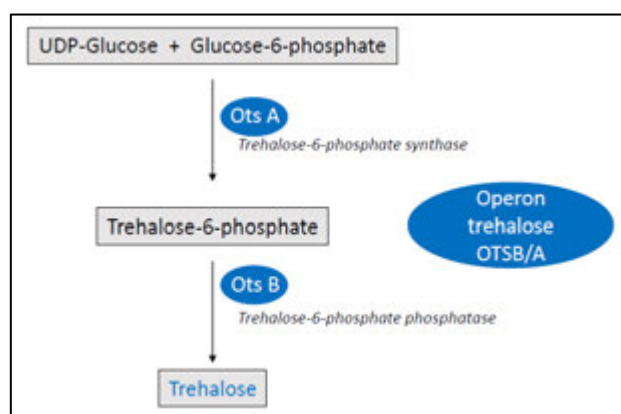 UDP-Glucose + Glucose-6-phosphate
Ots A
Trehalose-6-phosphate synthase
Trehalose-6-phosphate
Operon
trehalose
OTSB/A
Ots B
Trehalose-6-phosphate phosphatase
Trehalose